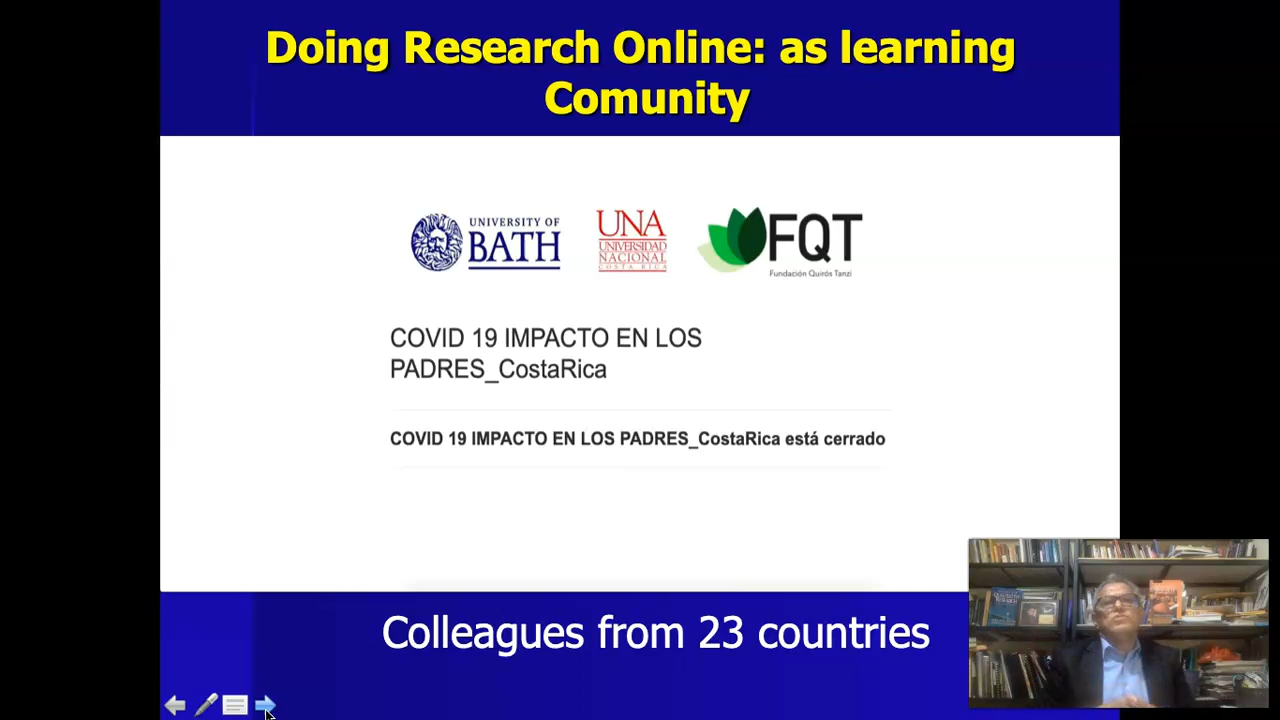 Doing Research Online: as learning
Comunity
UNIVERSITY OF
BATH
UNA
UNIVERSIDAD
NACIONAL
COSTA RICA
FQT
Fundación Quirós Tanzi
COVID 19 IMPACTO EN LOS
PADRES_CostaRica
COVID 19 IMPACTO EN LOS PADRES_CostaRica está cerrado
Colleagues from 23 countries